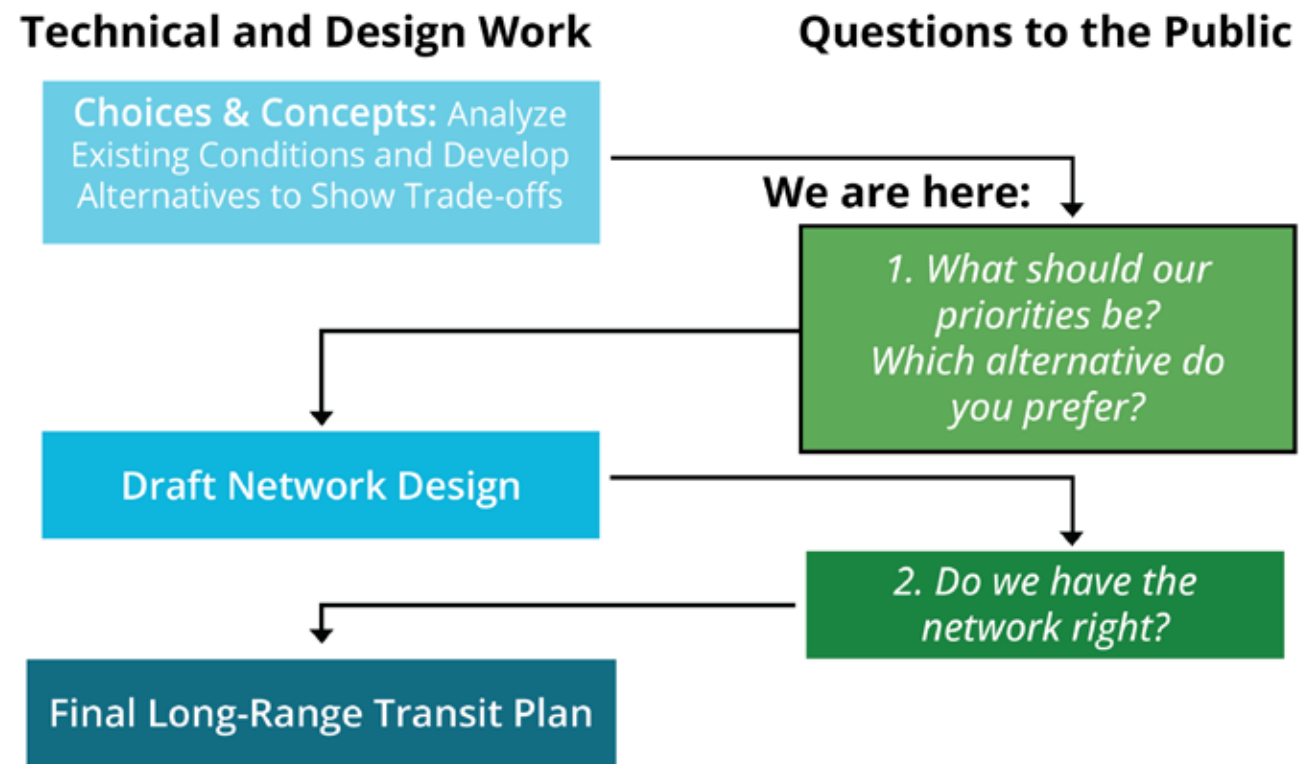 Technical and Design Work
Questions to the Public
Choices & Concepts: Analyze
Existing Conditions and Develop
Alternatives to Show Trade-offs
We are here:
1. What should our
priorities be?
Which alternative do
you prefer?
Draft Network Design
2. Do we have the
network right?
Final Long-Range Transit Plan